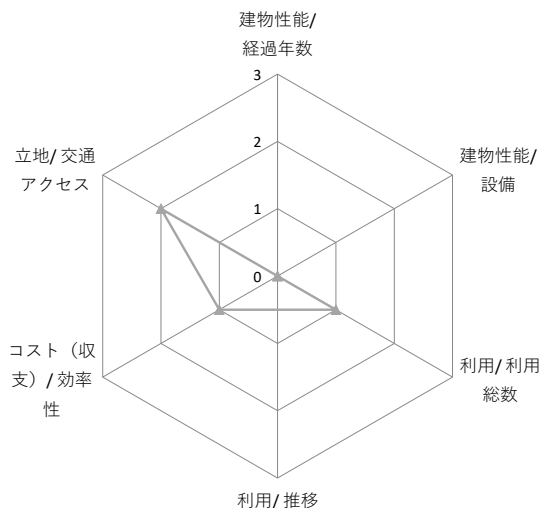 建物性能/
経過年数
3
2
1
0
建物性能/
設備
利用/ 利用
総数
利用/ 推移
コスト（収
支）/ 効率
性
立地/ 交通
アクセス